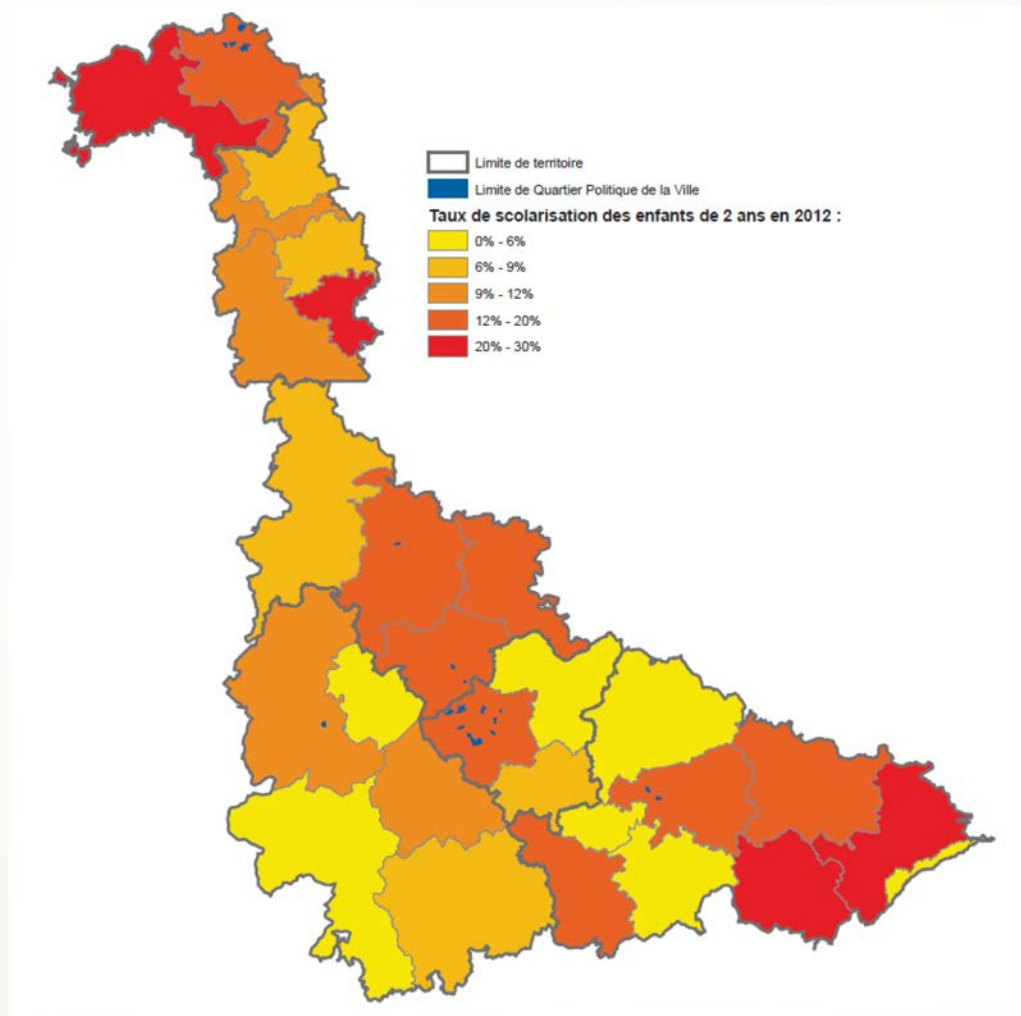 Limite de territoire
Limite de Quartier Politique de la Ville
Taux de scolarisation des enfants de 2 ans en 2012 :
0% - 6%
6% - 9%
9% - 12%
12% - 20%
20% - 30%